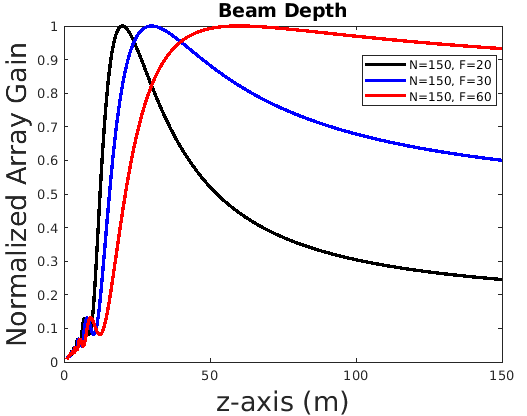 Beam Depth
Normalized Array Gain
1
0.9
0.8
0.7
0.6
0.5
0.4
0.3
0.2
0.1
0
N=150, F=20
N=150, F=30
N=150, F=60
0
50
100
150
z-axis (m)